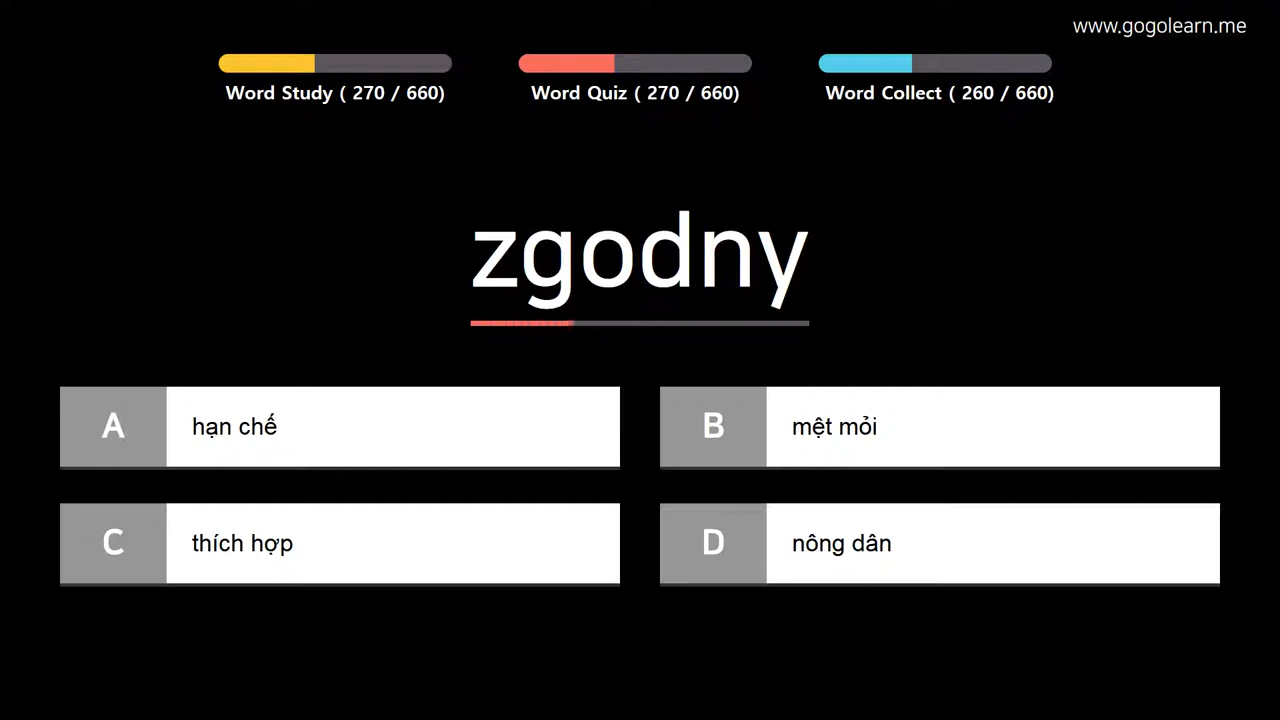 www.gogolearn.me
Word Study ( 270 / 660)
Word Quiz ( 270 / 660)
Word Collect ( 260 / 660)
zgodny
A hạn chế
B mệt mỏi
C thích hợp
D nông dân